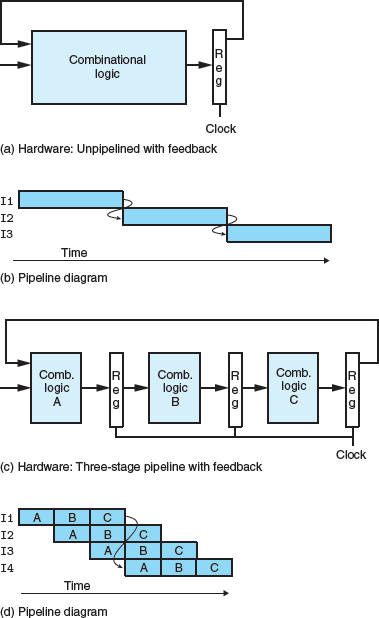 Combinational
logic
R
e
g
Clock
(a) Hardware: Unpipelined with feedback
I1
I2
I3
Time
(b) Pipeline diagram
Comb.
logic
A
R
e
g
Comb.
logic
B
R
e
g
Comb.
logic
C
R
e
g
Clock
(c) Hardware: Three-stage pipeline with feedback
I1 A B C
I2 A B C
I3 A B C
I4 A B C
Time
(d) Pipeline diagram